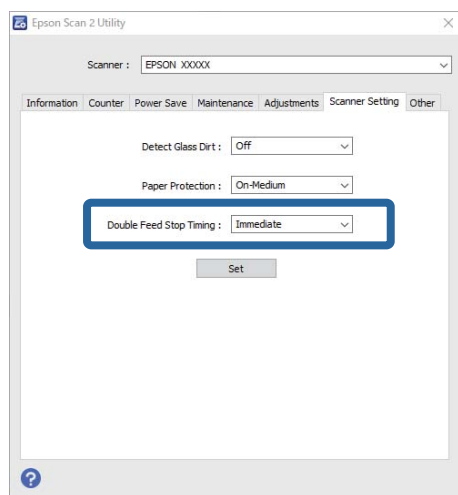 Epson Scan 2 Utility
Scanner : EPSON XXXXX
Information Counter Power Save Maintenance Adjustments Scanner Setting Other
Detect Glass Dirt : Off
Paper Protection : On-Medium
Double Feed Stop Timing : Immediate
Set
?